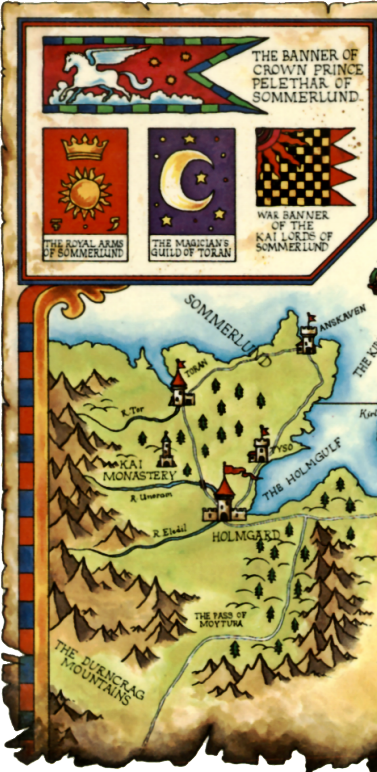 THE BANNER OF
CROWN PRINCE
PELETHAR OF
SOMMERLUND
THE ROYAL ARMS
OF SOMMERLUND
THE MAGICIAN'S
GUILD OF TORAN
WAR BANNER
OF THE
KAI LORDS OF
SOMMERLUND
SOMMERLUND
ANSKAVEN
THE
TORAN
R. Tor
TYSO
KAI
MONASTERY
THE HOLMGULF
R. Unoram
R. Eledil
HOLMGARD
THE PASS OF
MOYTURA
THE DURNCRAG
MOUNTAINS